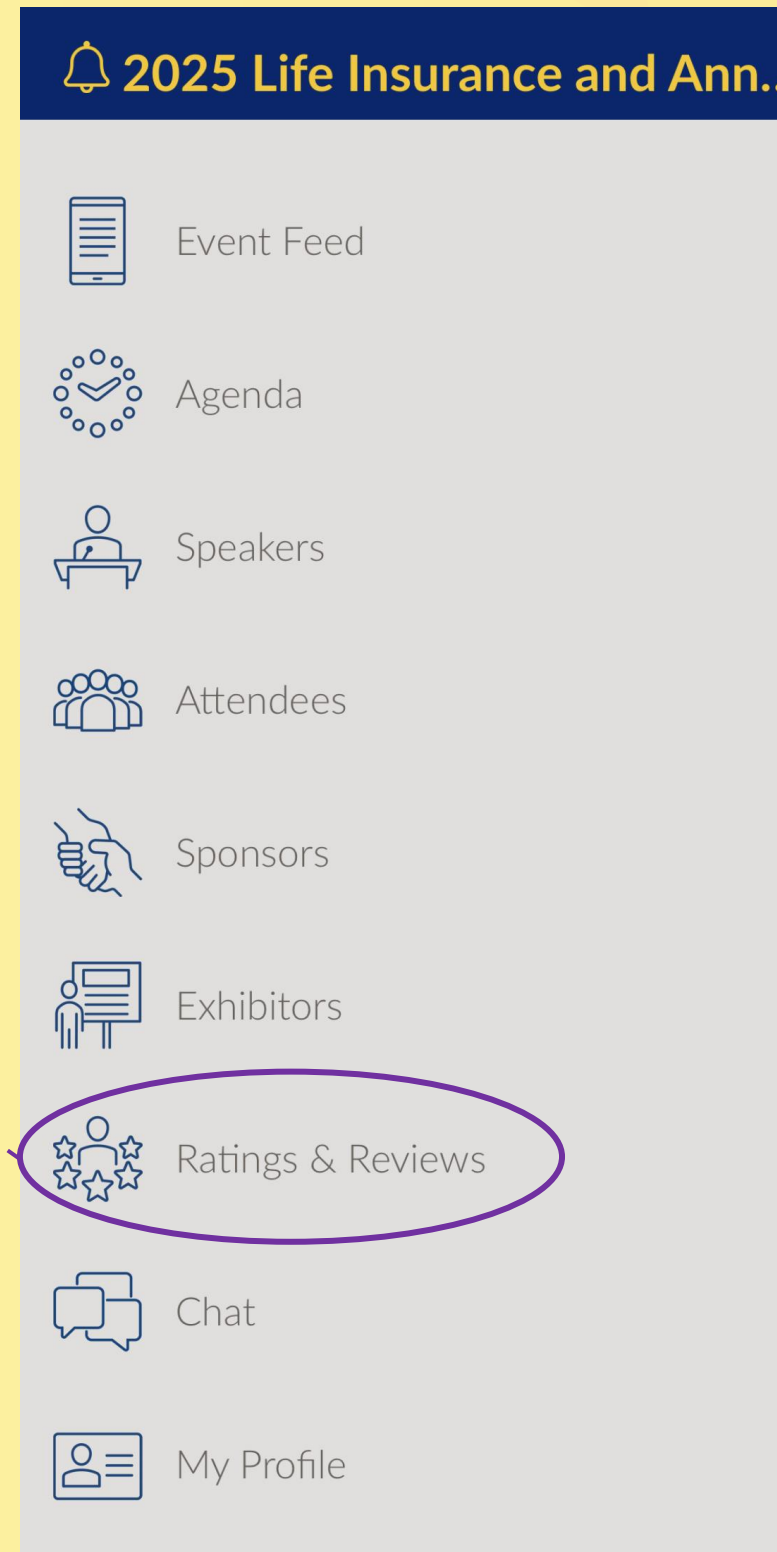 2025 Life Insurance and Ann..
Event Feed
Agenda
Speakers
Attendees
Sponsors
Exhibitors
Ratings & Reviews
Chat
My Profile